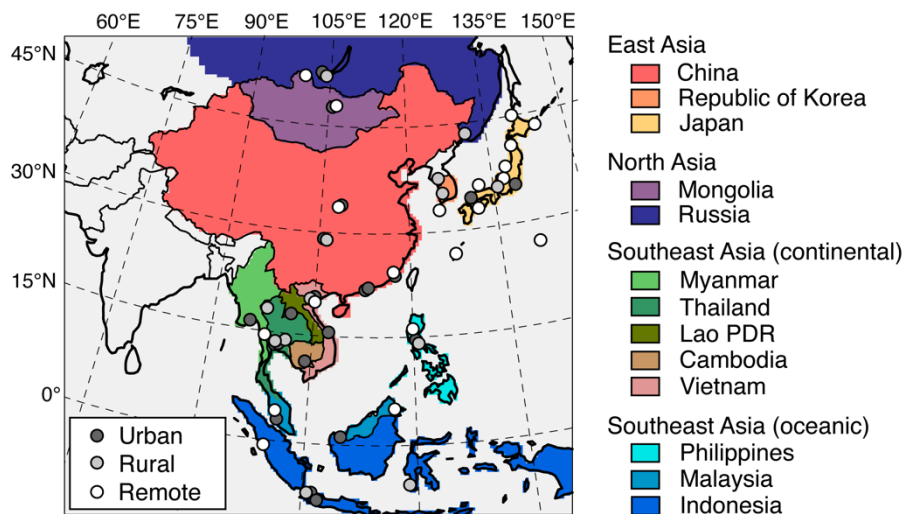 60°E 75°E 90°E 105°E 120°E 135°E 150°E
45°N
30°N
15°N
0°
Urban
Rural
Remote
East Asia
China
Republic of Korea
Japan
North Asia
Mongolia
Russia
Southeast Asia (continental)
Myanmar
Thailand
Lao PDR
Cambodia
Vietnam
Southeast Asia (oceanic)
Philippines
Malaysia
Indonesia